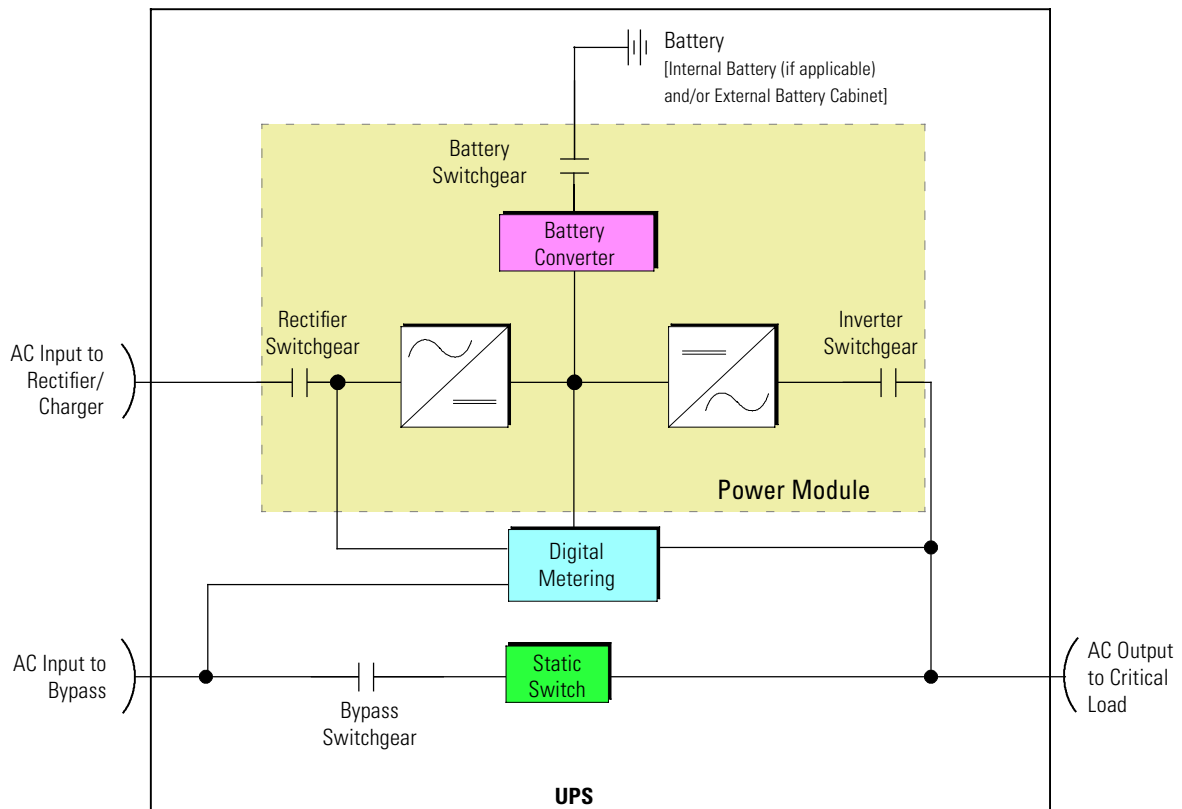 Battery
[Internal Battery (if applicable)
and/or External Battery Cabinet]
Battery
Switchgear
Battery
Converter
Rectifier
Switchgear
Inverter
Switchgear
AC Input to
Rectifier/
Charger
Power Module
Digital
Metering
AC Input to
Bypass
Static
Switch
AC Output
to Critical
Load
Bypass
Switchgear
UPS